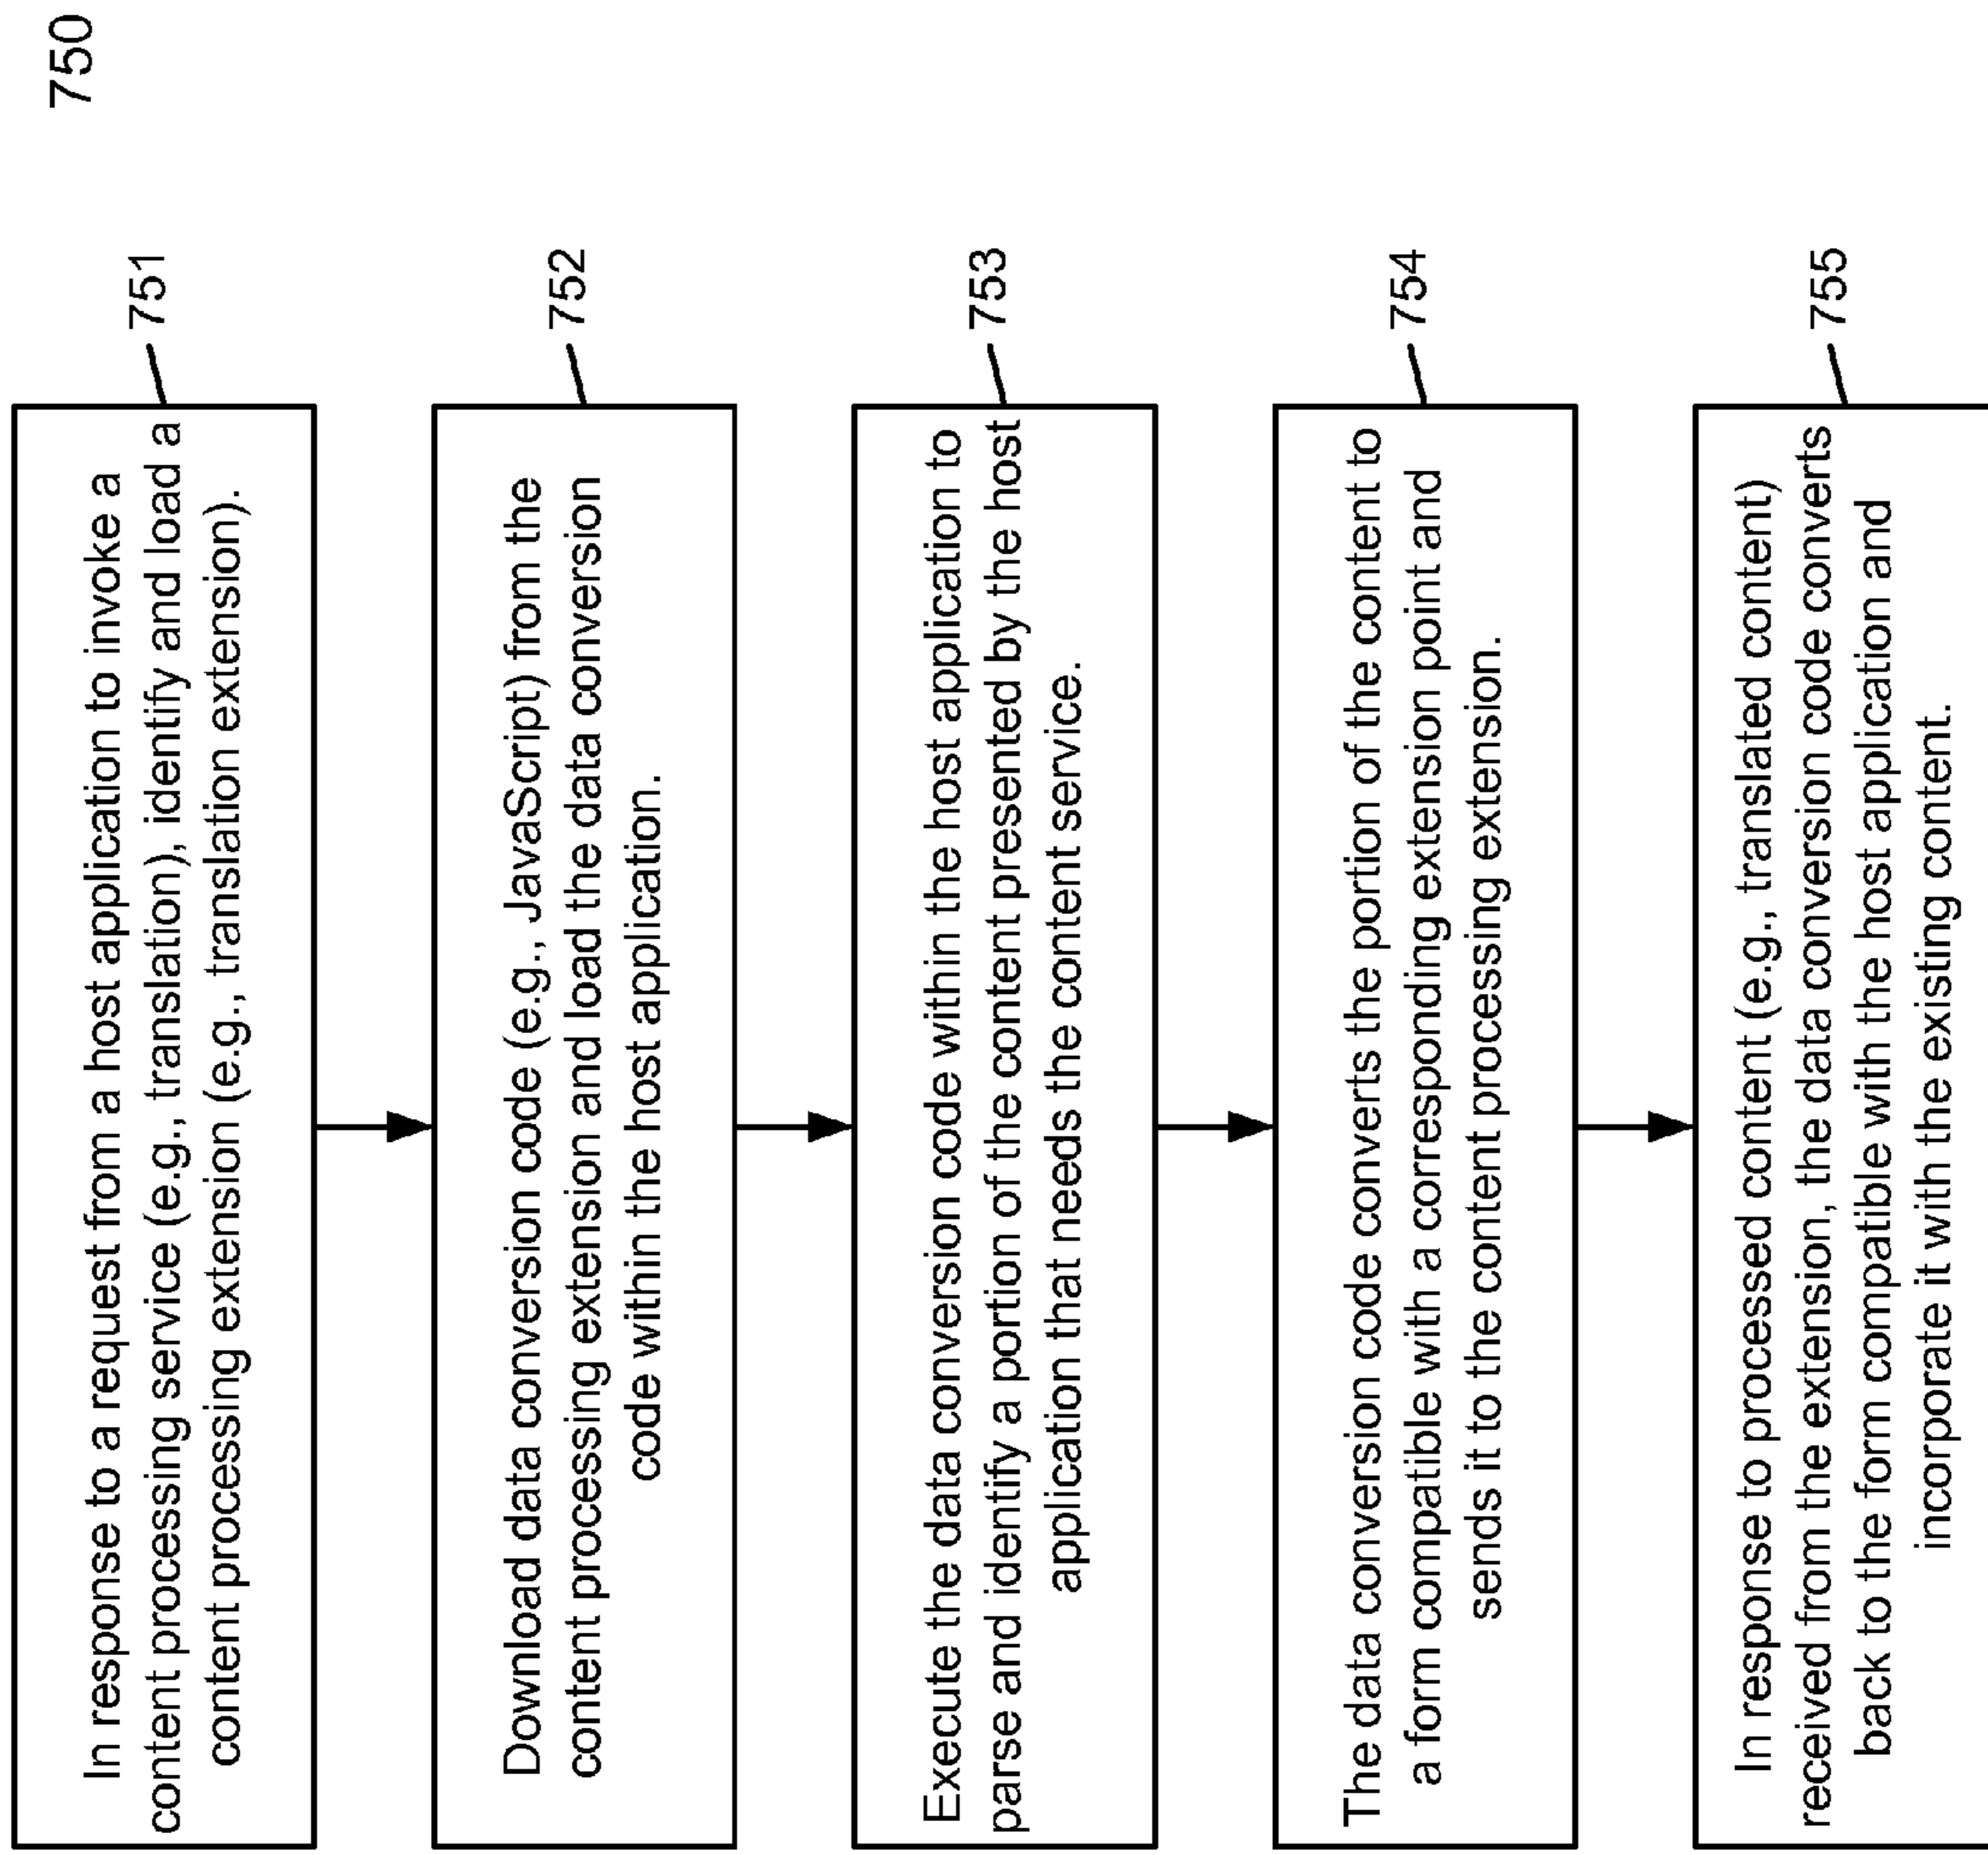 750
In response to a request from a host application to invoke a
content processing service (e.g., translation), identify and load a
content processing extension (e.g., translation extension).
751
Download data conversion code (e.g., JavaScript) from the
content processing extension and load the data conversion
code within the host application.
752
Execute the data conversion code within the host application to
parse and identify a portion of the content presented by the host
application that needs the content service.
753
The data conversion code converts the portion of the content to
a form compatible with a corresponding extension point and
sends it to the content processing extension.
754
In response to processed content (e.g., translated content)
received from the extension, the data conversion code converts
back to the form compatible with the host application and
incorporate it with the existing content.
755